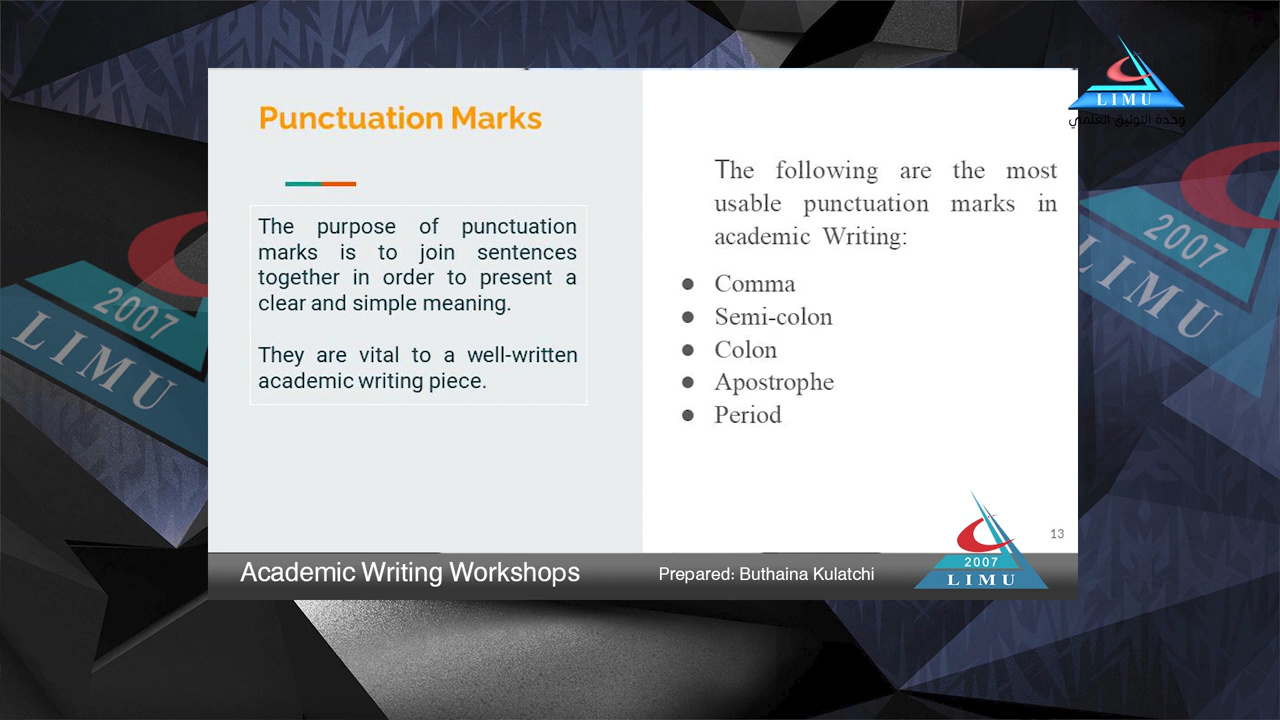 Punctuation Marks
The purpose of punctuation
marks is to join sentences
together in order to present a
clear and simple meaning.
They are vital to a well-written
academic writing piece.
The following are the most
usable punctuation marks in
academic Writing:
● Comma
● Semi-colon
● Colon
● Apostrophe
● Period
13
Academic Writing Workshops
Prepared: Buthaina Kulatchi
2007
LIMU
LIMU
وحدة التوثيق العلمي
2007
LIMU
2007
LIMU